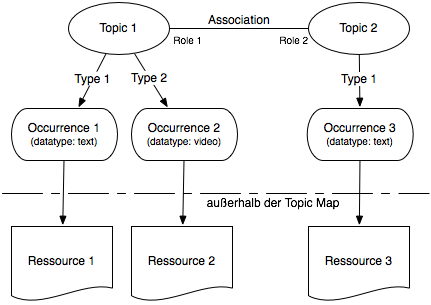 Association
Topic 1
Topic 2
Role 1
Role 2
Type 1
Type 2
Type 1
Occurrence 1
(datatype: text)
Occurrence 2
(datatype: video)
Occurrence 3
(datatype: text)
außerhalb der Topic Map
Ressource 1
Ressource 2
Ressource 3